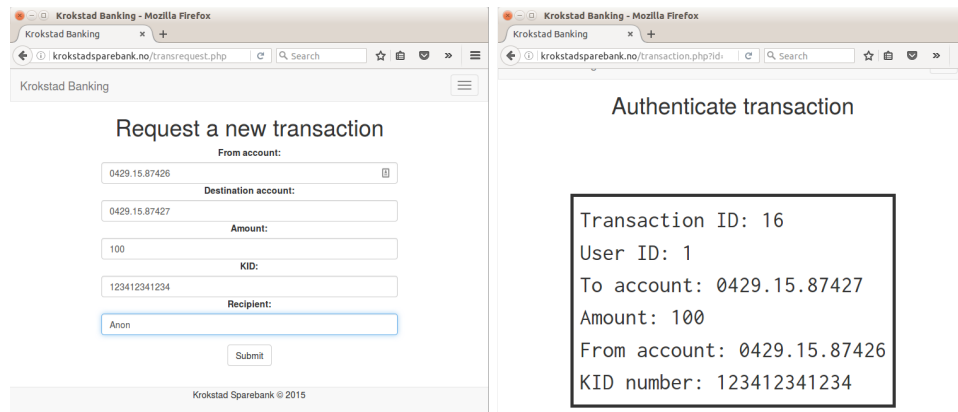 Krokstad Banking - Mozilla Firefox
Krokstad Banking × +
krokstadsparebank.no/transrequest.php Search
Krokstad Banking
Request a new transaction
From account:
0429.15.87426
Destination account:
0429.15.87427
Amount:
100
KID:
123412341234
Recipient:
Anon
Submit
Krokstad Sparebank © 2015
Krokstad Banking - Mozilla Firefox
Krokstad Banking × +
krokstadsparebank.no/transaction.php?id= Search
Authenticate transaction
Transaction ID: 16
User ID: 1
To account: 0429.15.87427
Amount: 100
From account: 0429.15.87426
KID number: 123412341234